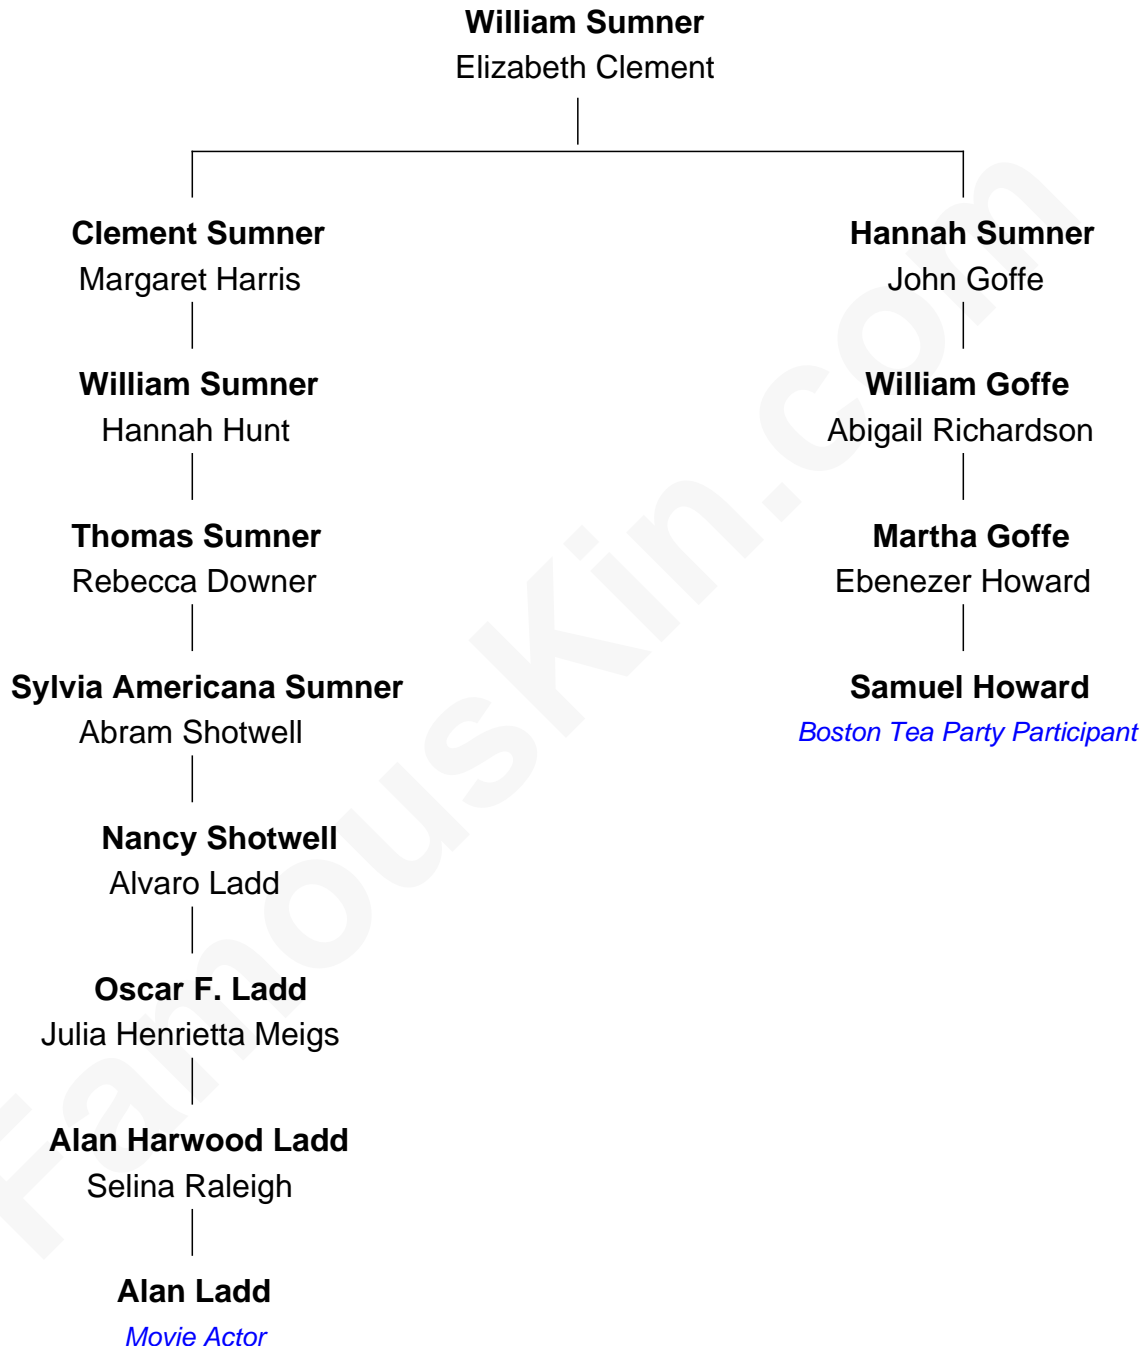 William Sumner
Elizabeth Clement
Clement Sumner
Margaret Harris
Hannah Sumner
John Goffe
William Sumner
Hannah Hunt
William Goffe
Abigail Richardson
Thomas Sumner
Rebecca Downer
Martha Goffe
Ebenezer Howard
Sylvia Americana Sumner
Abram Shotwell
Samuel Howard
Boston Tea Party Participant
Nancy Shotwell
Alvaro Ladd
Oscar F. Ladd
Julia Henrietta Meigs
Alan Harwood Ladd
Selina Raleigh
Alan Ladd
Movie Actor
FamousKin.com